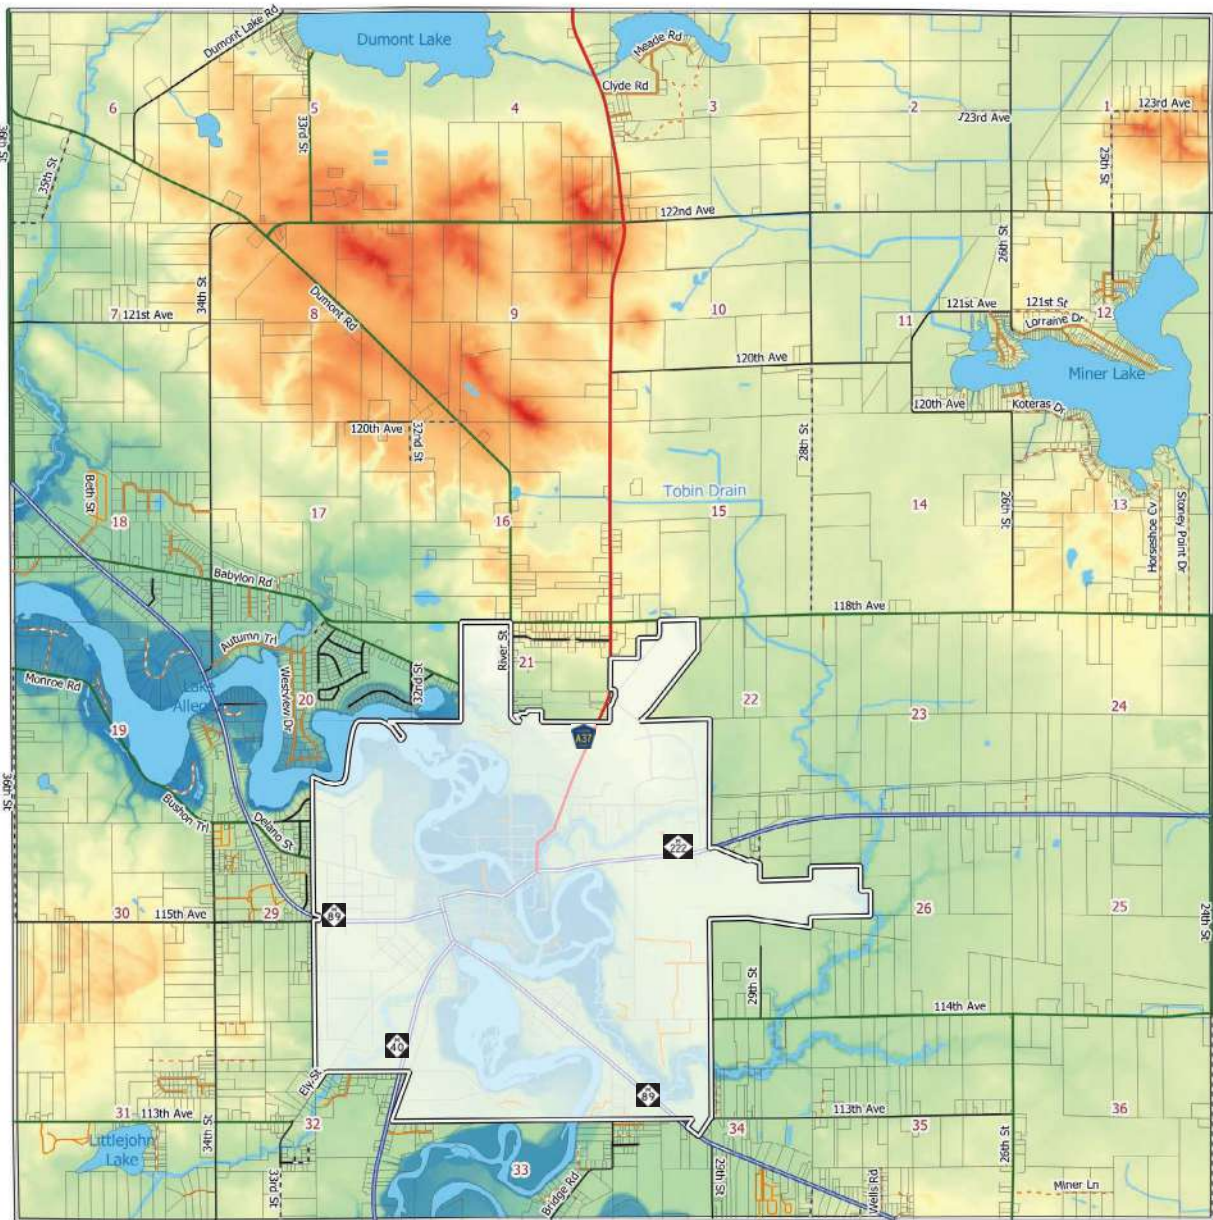 Dumont Lake Rd
Dumont Lake
Meade Rd
Clyde Rd
6
5
4
3
2
1
123rd Ave
123rd Ave
36th St
35th St
33rd St
25th St
122nd Ave
26th St
34th St
7
121st Ave
8
Dumont Rd
9
10
11
121st Ave
121st St
12
Lorraine Dr
120th Ave
Miner Lake
120th Ave
Koteras Dr
120th Ave
32nd St
28th St
Beth St
18
17
16
Tobin Drain
15
14
26th St
13
Horseshoe Cv
Stoney Point Dr
Babylon Rd
118th Ave
Autumn Trl
River St
21
Monroe Rd
Lake
Westview Dr
20
32nd St
22
23
24
19
A37
36th St
Bushon Trl
Delano St
M
222
30
115th Ave
29
M
89
26
25
24th St
29th St
114th Ave
M
40
Ely St
M
89
31
113th Ave
34th St
32
113th Ave
36
34
35
Littlejohn
Lake
33
26th St
33rd St
Bridge Rd
29th St
Wells Rd
Miner Ln